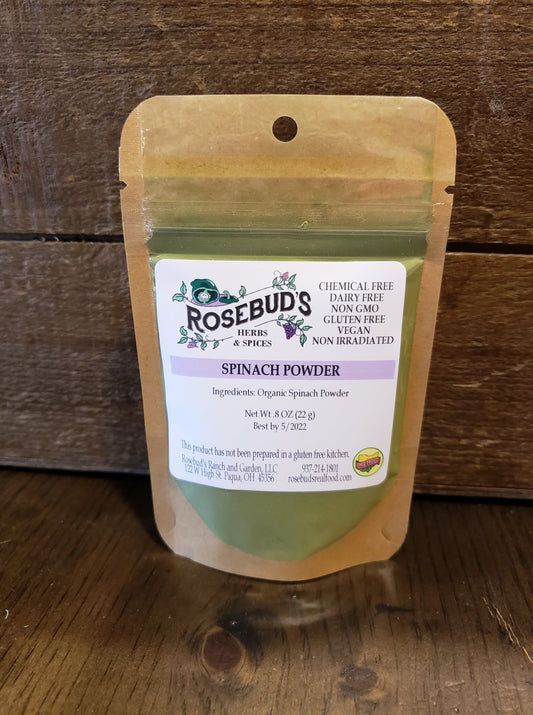 ROSEBUD'S
HERBS
& SPICES
CHEMICAL FREE
DAIRY FREE
NON GMO
GLUTEN FREE
VEGAN
NON IRRADIATED
SPINACH POWDER
Ingredients: Organic Spinach Powder
Net Wt .8 OZ (22 g)
Best by 5/2022
This product has not been prepared in a gluten free kitchen.
Rosebud's Ranch and Garden, LLC
122 W High St. Piqua, OH 45356
937-214-1801
rosebudsrealfood.com